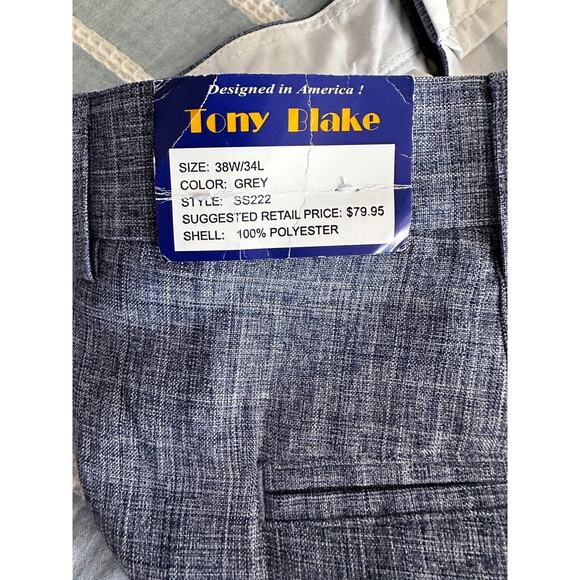 Designed in America !
Tony Blake
SIZE: 38W/34L
COLOR: GREY
STYLE: SS222
SUGGESTED RETAIL PRICE: $79.95
SHELL: 100% POLYESTER